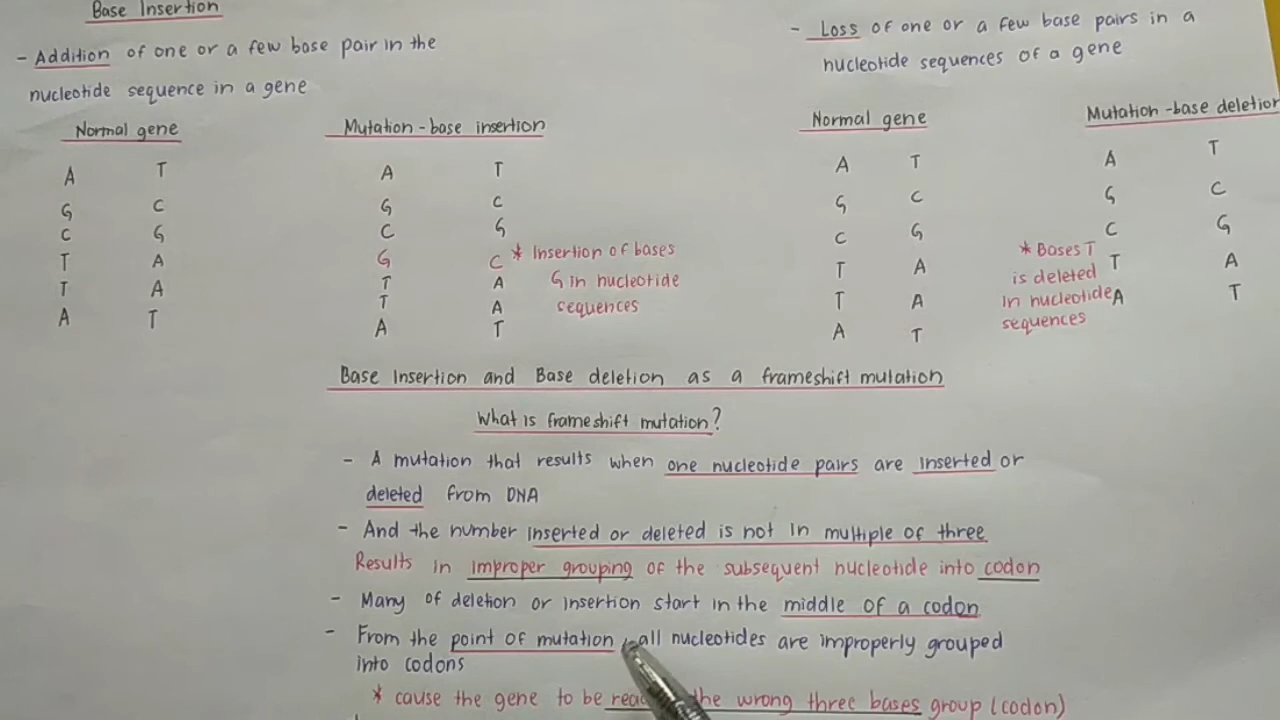 Base Insertion
- Addition of one or a few base pair in the
nucleotide sequence in a gene
Normal gene
A T
G C
C G
T A
T A
A T
Mutation-base insertion
A T
G C
C G
G C
T A
T A
A T
* Insertion of bases
G in nucleotide
sequences
- Loss of one or a few base pairs in a
nucleotide sequences of a gene
Normal gene
A T
G C
C G
T A
T A
A T
Mutation-base deletion
A T
G C
C G
T A
A T
* Bases T
is deleted
in nucleotide
sequences
Base Insertion and Base deletion as a frameshift mutation
What is frameshift mutation?
- A mutation that results when one nucleotide pairs are inserted or
deleted from DNA
- And the number inserted or deleted is not in multiple of three
Results in improper grouping of the subsequent nucleotide into codon
- Many of deletion or insertion start in the middle of a codon
- From the point of mutation, all nucleotides are improperly grouped
into codons
* cause the gene to be the wrong three bases group (codon)